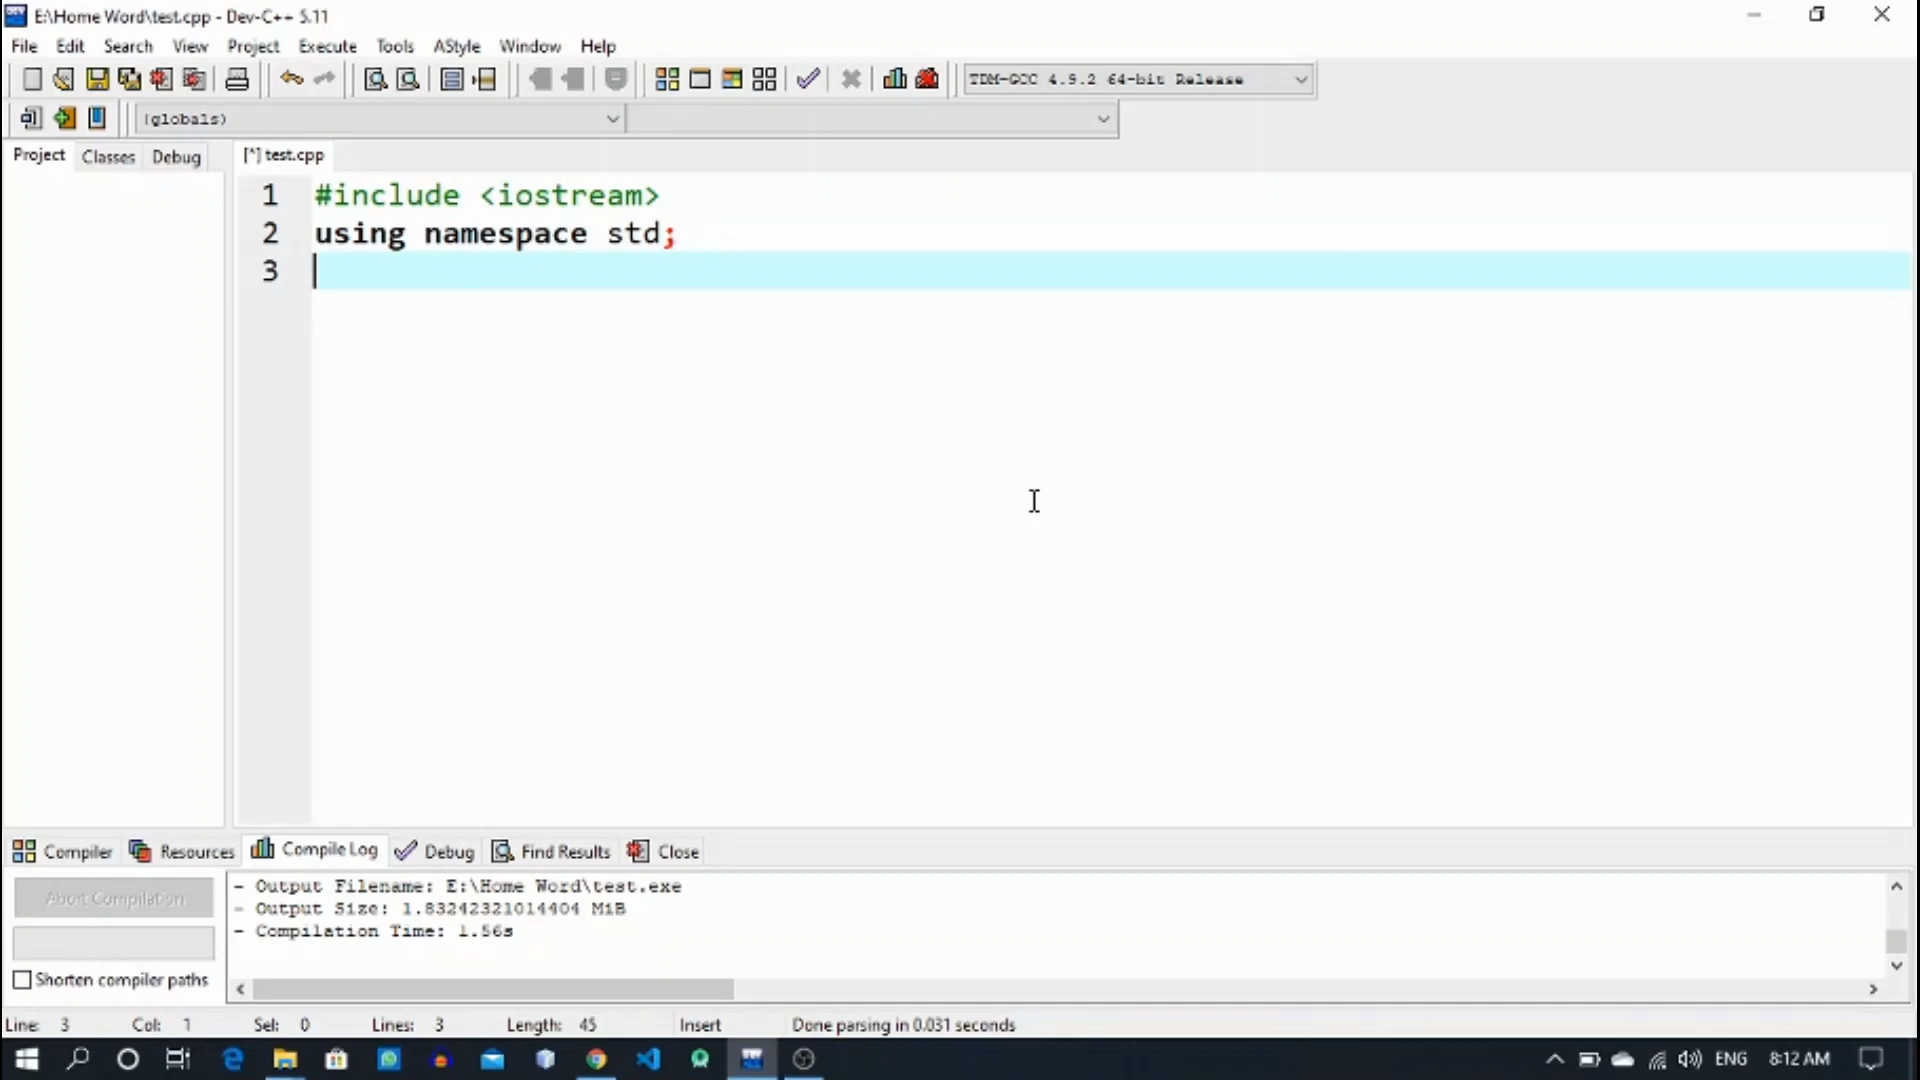 E:\Home Word\test.cpp - Dev-C++ 5.11
File Edit Search View Project Execute Tools AStyle Window Help
TDM-GCC 4.9.2 64-bit Release
(globals)
Project Classes Debug [*] test.cpp
1 #include <iostream>
2 using namespace std;
3
Compiler Resources Compile Log Debug Find Results Close
Abort Compilation
- Output Filename: E:\Home Word\test.exe
- Output Size: 1.83242321014404 MiB
- Compilation Time: 1.56s
Shorten compiler paths
Line: 3 Col: 1 Sel: 0 Lines: 3 Length: 45 Insert Done parsing in 0.031 seconds
ENG 8:12 AM